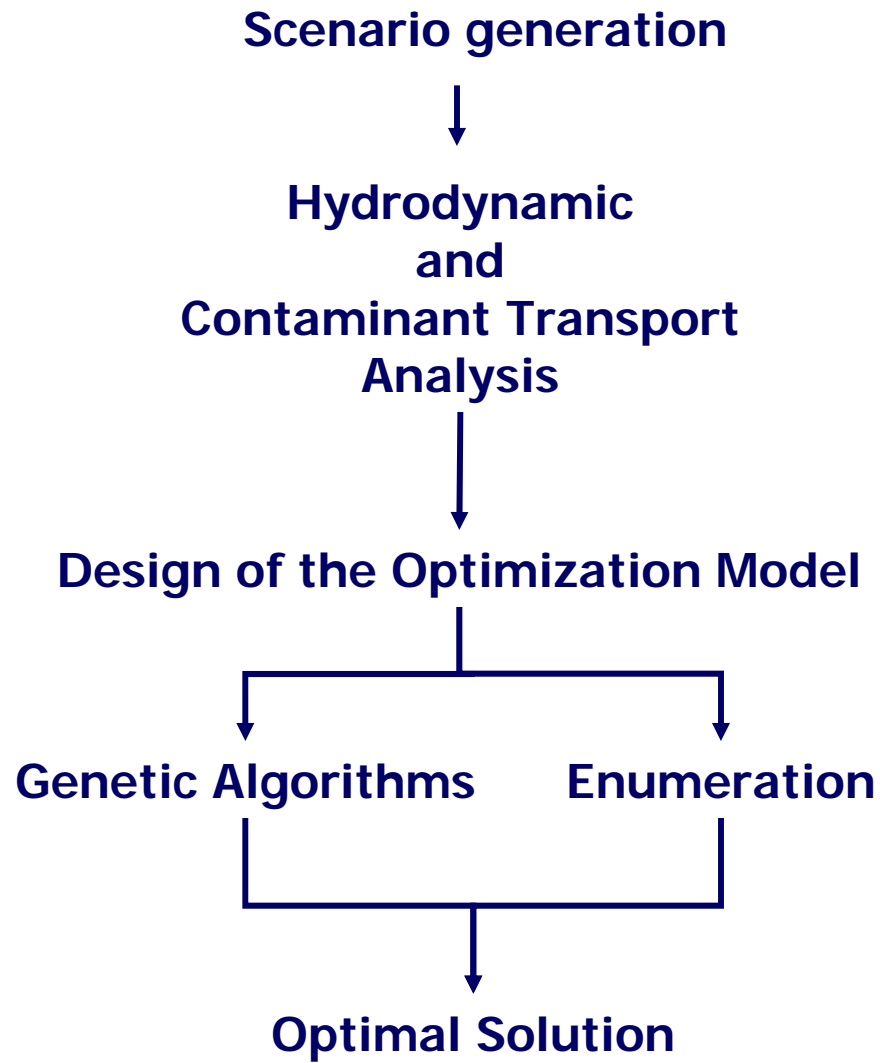 Scenario generation
Hydrodynamic
and
Contaminant Transport
Analysis
Design of the Optimization Model
Genetic Algorithms
Enumeration
Optimal Solution